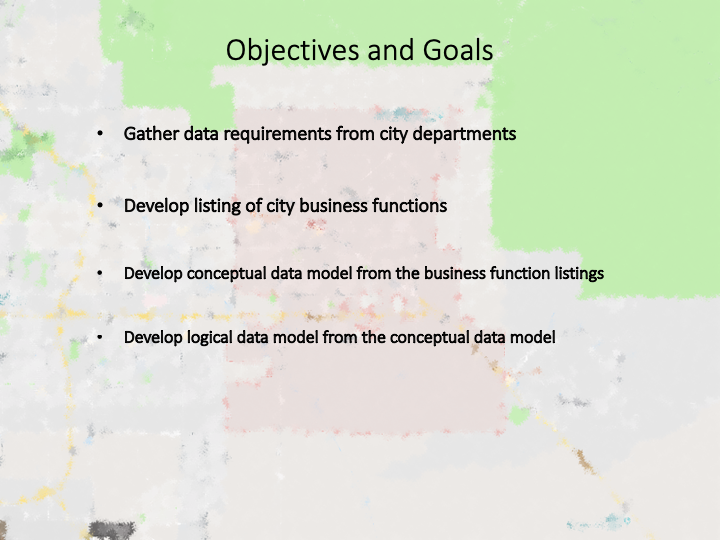 Objectives and Goals
• Gather data requirements from city departments
• Develop listing of city business functions
• Develop conceptual data model from the business function listings
• Develop logical data model from the conceptual data model